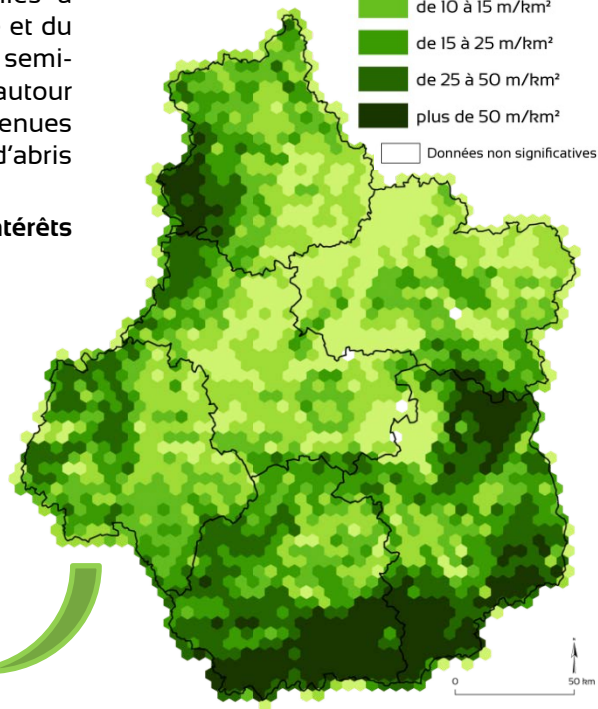 et du
semi-
autour
enues
d'abris
ntérêts
de 10 à 15 m/km²
de 15 à 25 m/km²
de 25 à 50 m/km²
plus de 50 m/km²
Données non significatives
0 50 km